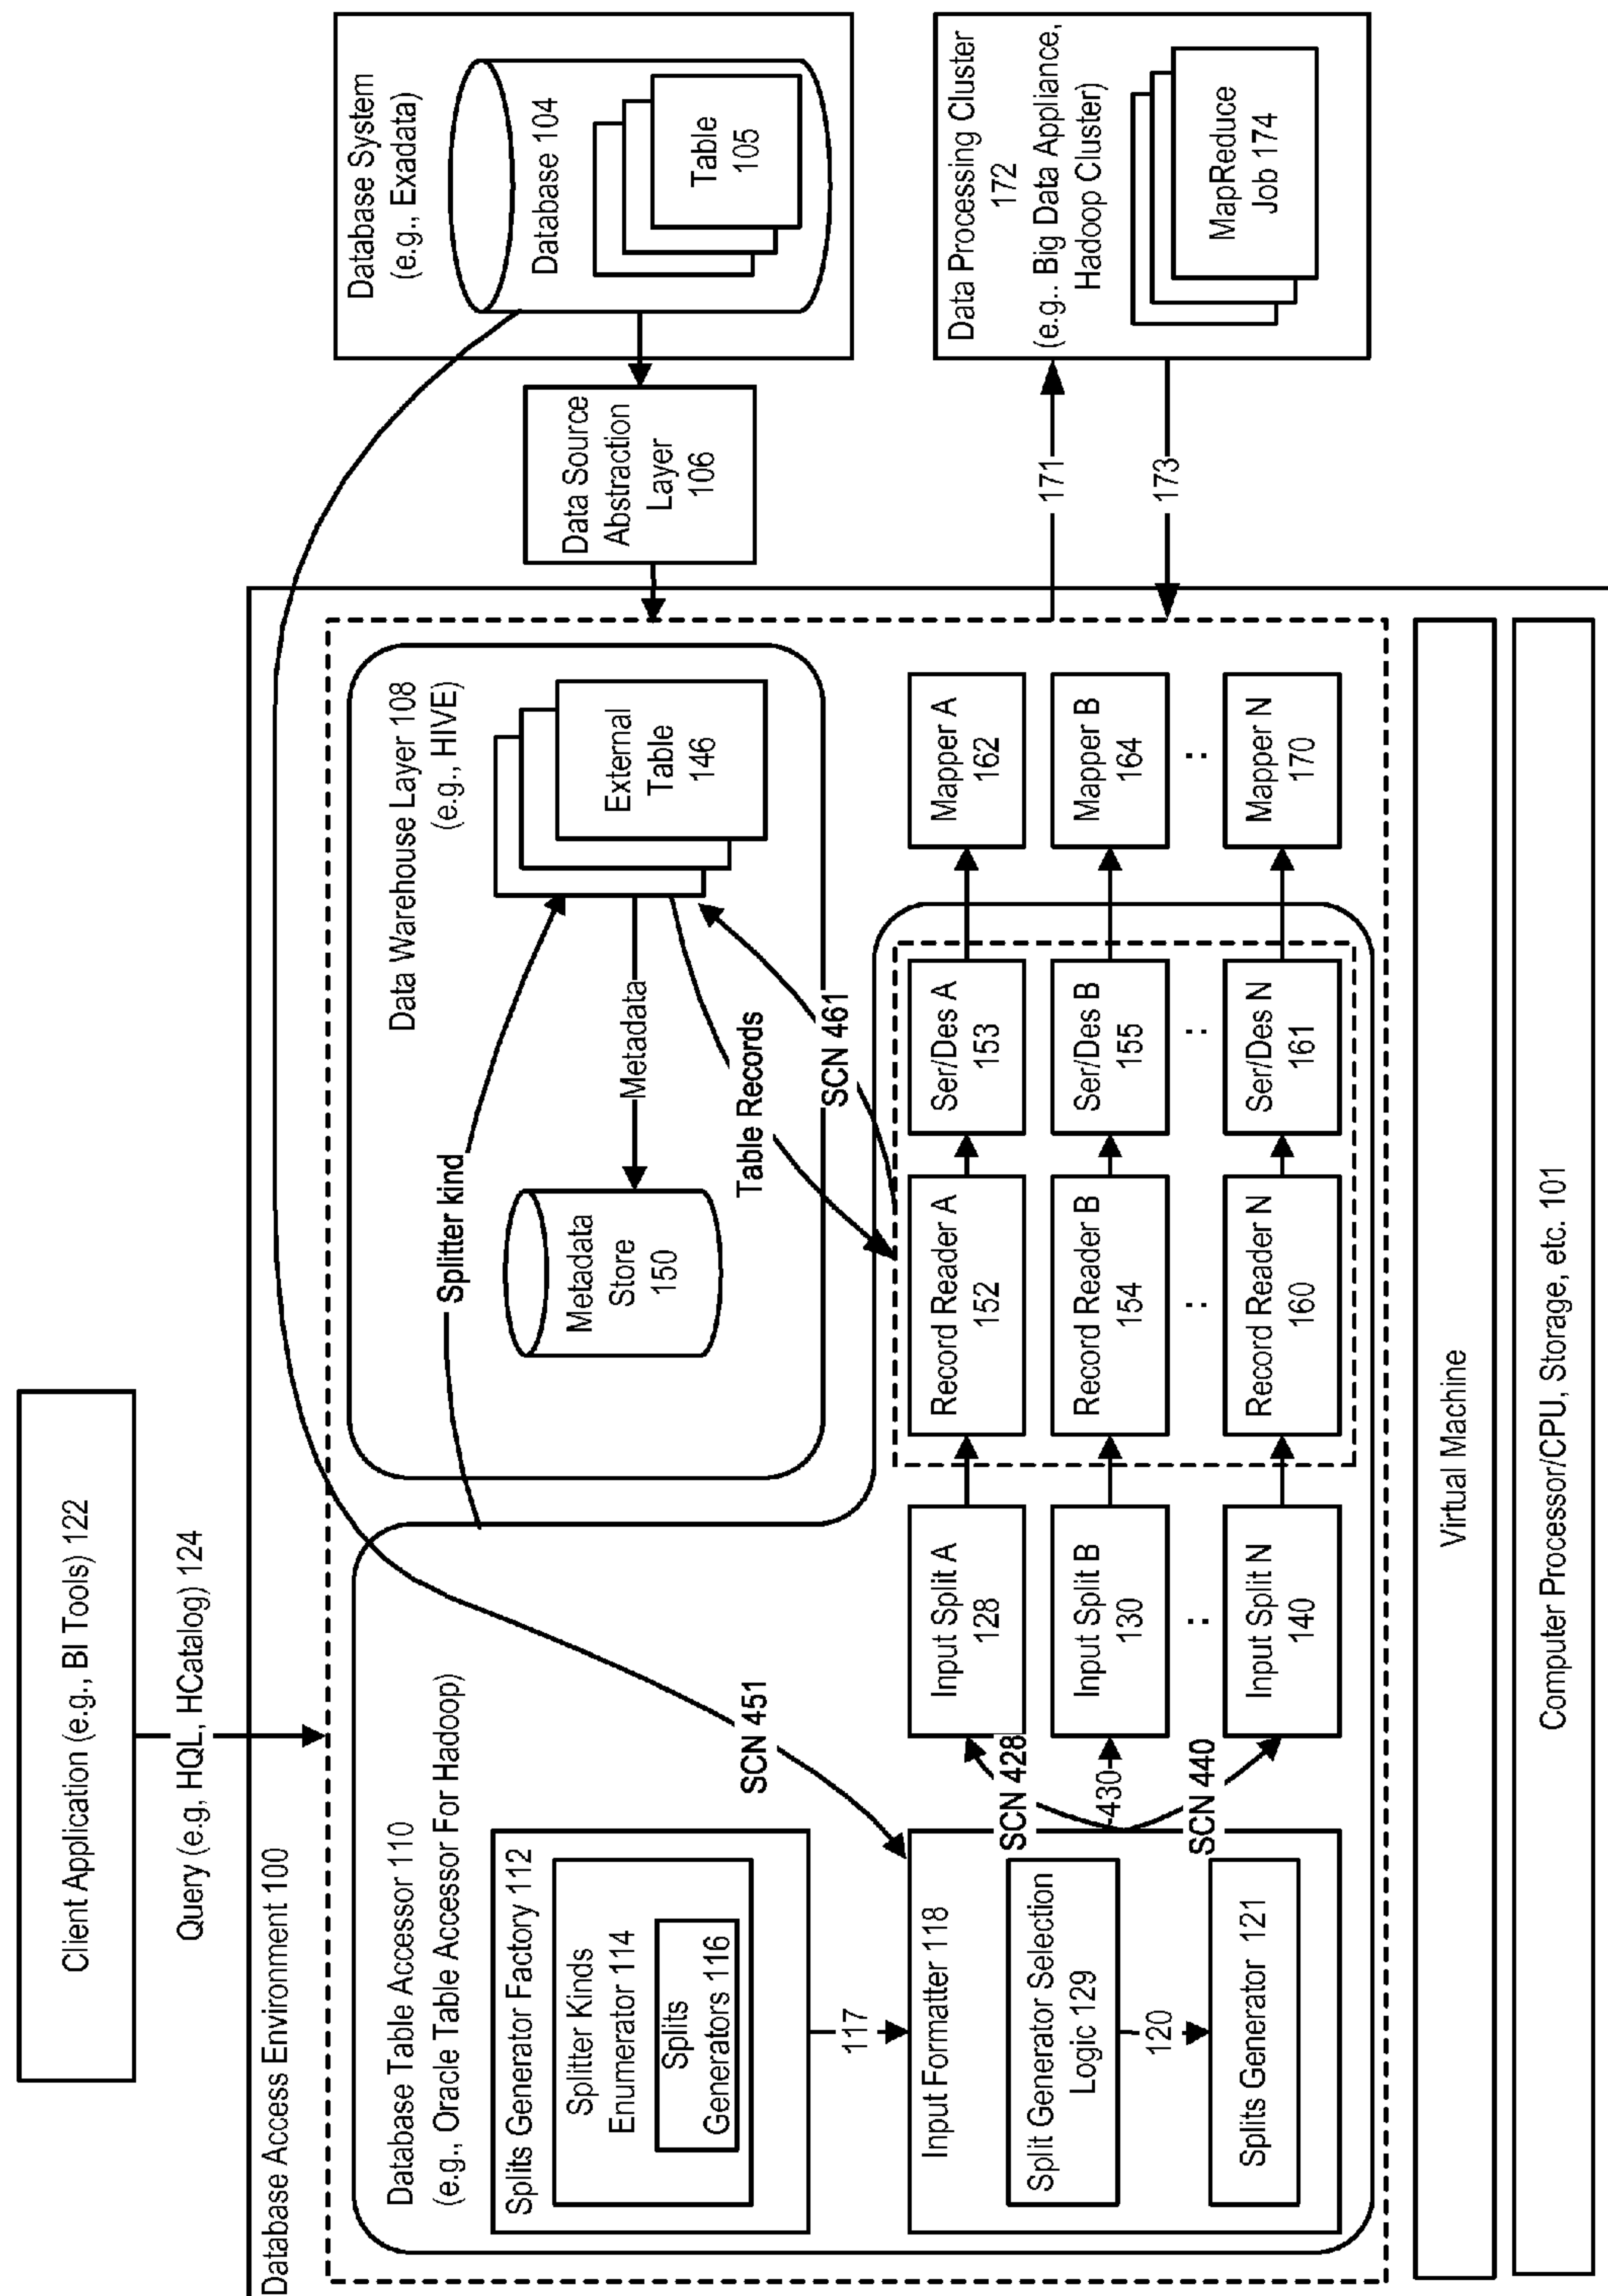 Client Application (e.g., BI Tools) 122
Query (e.g, HQL, HCatalog) 124
Database Access Environment 100
Database Table Accessor 110
(e.g., Oracle Table Accessor For Hadoop)
Splits Generator Factory 112
Splitter Kinds
Enumerator 114
Splits
Generators 116
117
Input Formatter 118
Split Generator Selection
Logic 129
120
Splits Generator 121
SCN 451
SCN 428
430
SCN 440
Input Split A
128
Input Split B
130
:
Input Split N
140
Splitter kind
Data Warehouse Layer 108
(e.g., HIVE)
Metadata
Store
150
Metadata
External
Table
146
Table Records
SCN 461
Record Reader A
152
Record Reader B
154
:
Record Reader N
160
Ser/Des A
153
Ser/Des B
155
:
Ser/Des N
161
Mapper A
162
Mapper B
164
:
Mapper N
170
Data Source
Abstraction
Layer
106
Database System
(e.g., Exadata)
Database 104
Table
105
171
173
Data Processing Cluster
172
(e.g.. Big Data Appliance,
Hadoop Cluster)
MapReduce
Job 174
Virtual Machine
Computer Processor/CPU, Storage, etc. 101